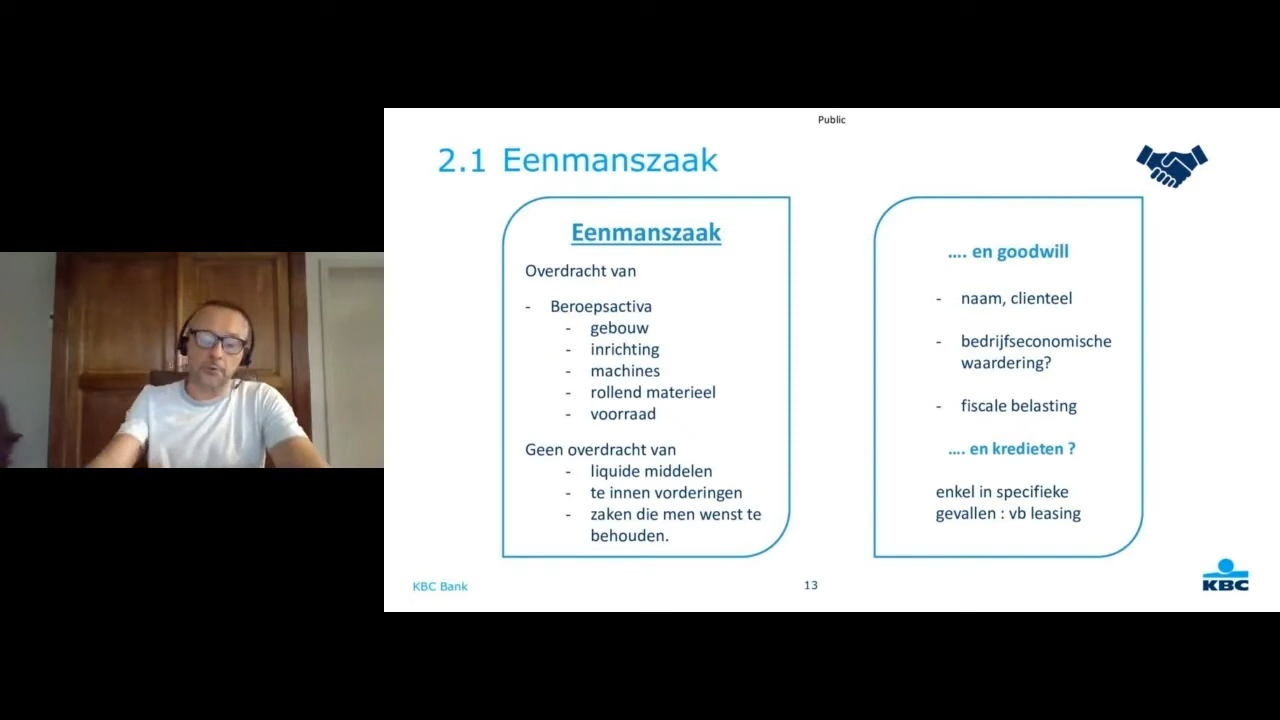 Public
2.1 Eenmanszaak
Eenmanszaak
Overdracht van
- Beroepsactiva
- gebouw
- inrichting
- machines
- rollend materieel
- voorraad
Geen overdracht van
- liquide middelen
- te innen vorderingen
- zaken die men wenst te
behouden.
.... en goodwill
- naam, clienteel
- bedrijfseconomische
waardering?
- fiscale belasting
.... en kredieten ?
enkel in specifieke
gevallen : vb leasing
KBC Bank
13
KBC